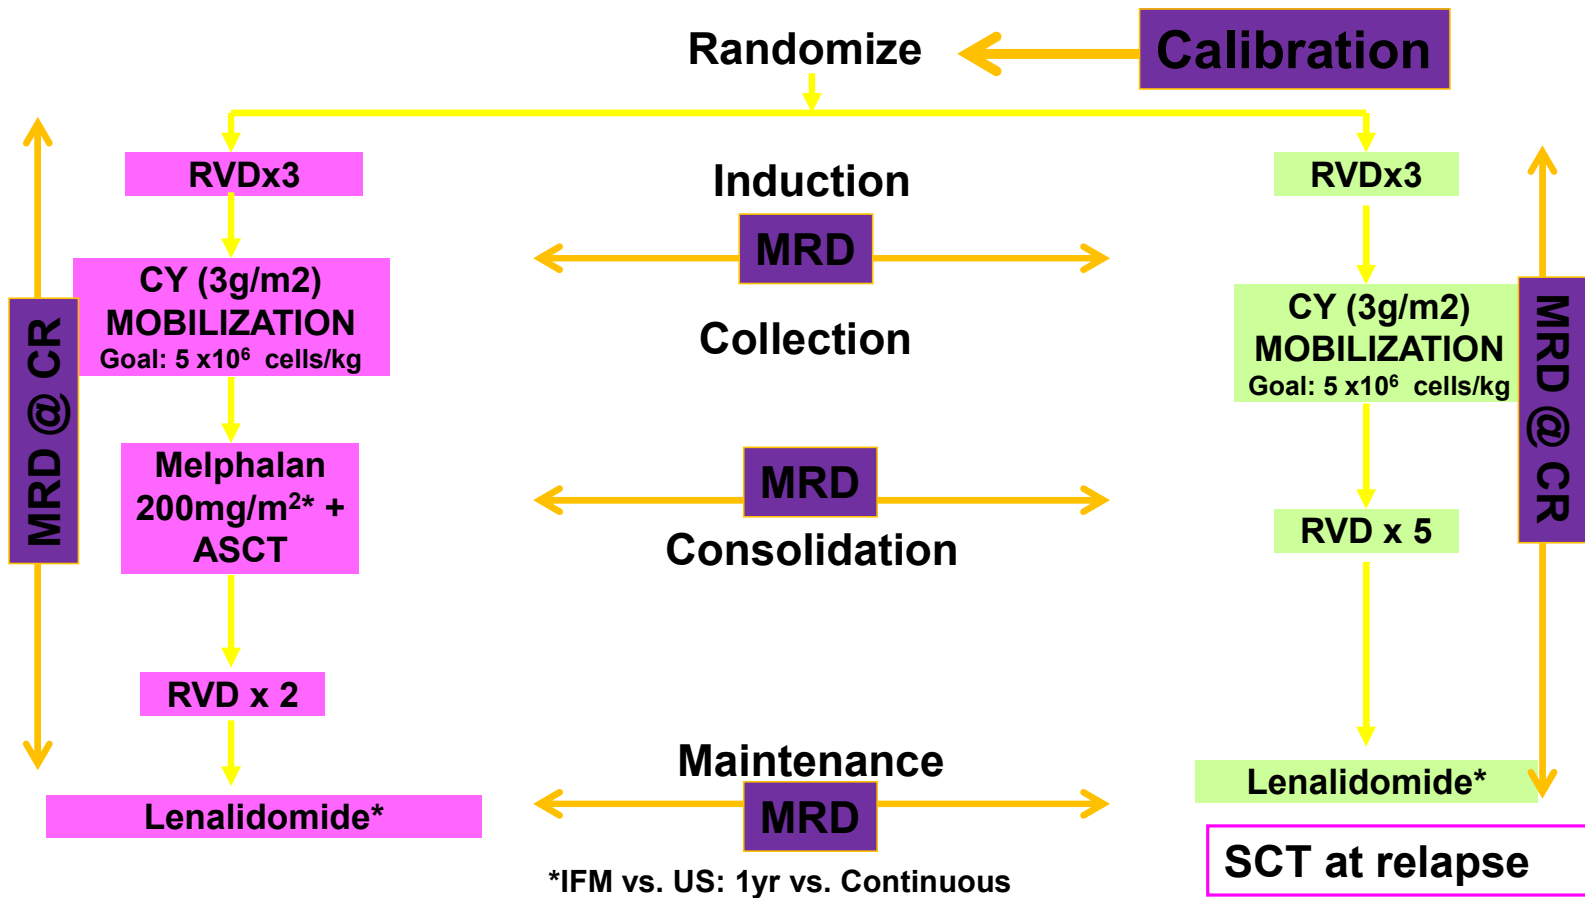 Randomize
Calibration
RVDx3
Induction
RVDx3
MRD
CY (3g/m2)
MOBILIZATION
Goal: 5 x10⁶ cells/kg
Collection
CY (3g/m2)
MOBILIZATION
Goal: 5 x10⁶ cells/kg
MRD @ CR
MRD @ CR
Melphalan
200mg/m²* +
ASCT
MRD
Consolidation
RVD x 5
RVD x 2
Maintenance
Lenalidomide*
MRD
Lenalidomide*
SCT at relapse
*IFM vs. US: 1yr vs. Continuous